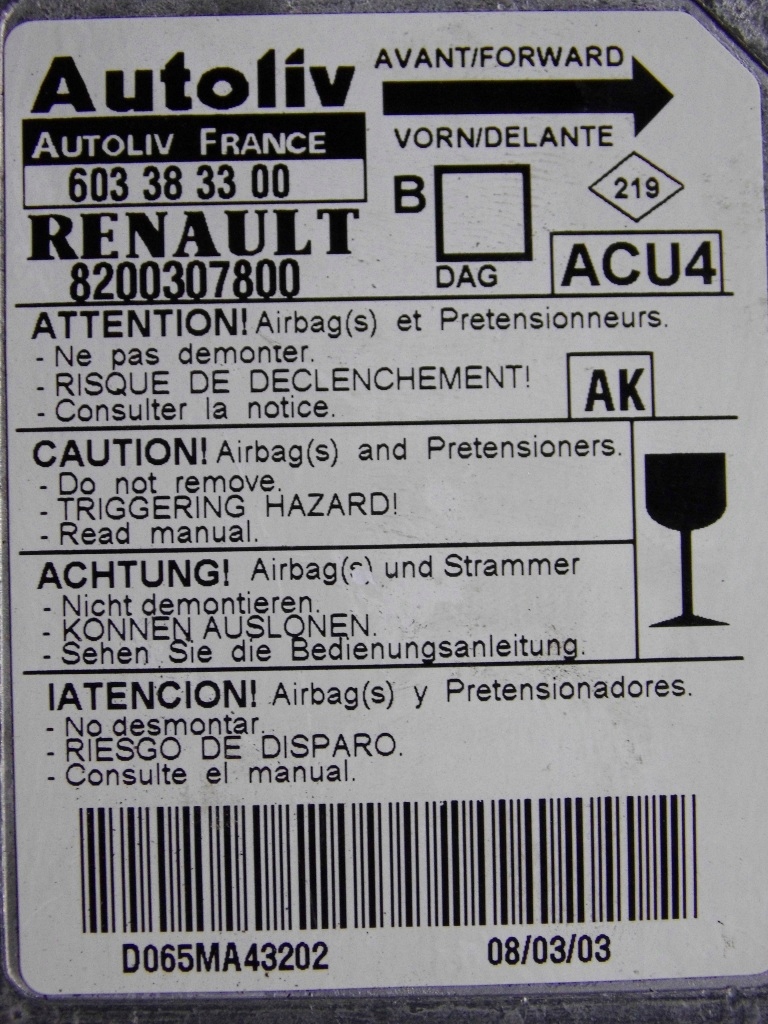 Autoliv
AVANT/FORWARD
AUTOLIV FRANCE
VORN/DELANTE
603 38 33 00
B
219
RENAULT
8200307800
DAG
ACU4
ATTENTION! Airbag(s) et Pretensionneurs.
- Ne pas demonter.
- RISQUE DE DECLENCHEMENT!
- Consulter la notice.
AK
CAUTION! Airbag(s) and Pretensioners.
- Do not remove.
- TRIGGERING HAZARD!
- Read manual.
ACHTUNG! Airbag(s) und Strammer
- Nicht demontieren.
- KONNEN AUSLONEN.
- Sehen Sie die Bedienungsanleitung.
IATENCION! Airbag(s) y Pretensionadores.
- No desmontar.
- RIESGO DE DISPARO.
- Consulte el manual.
D065MA43202
08/03/03